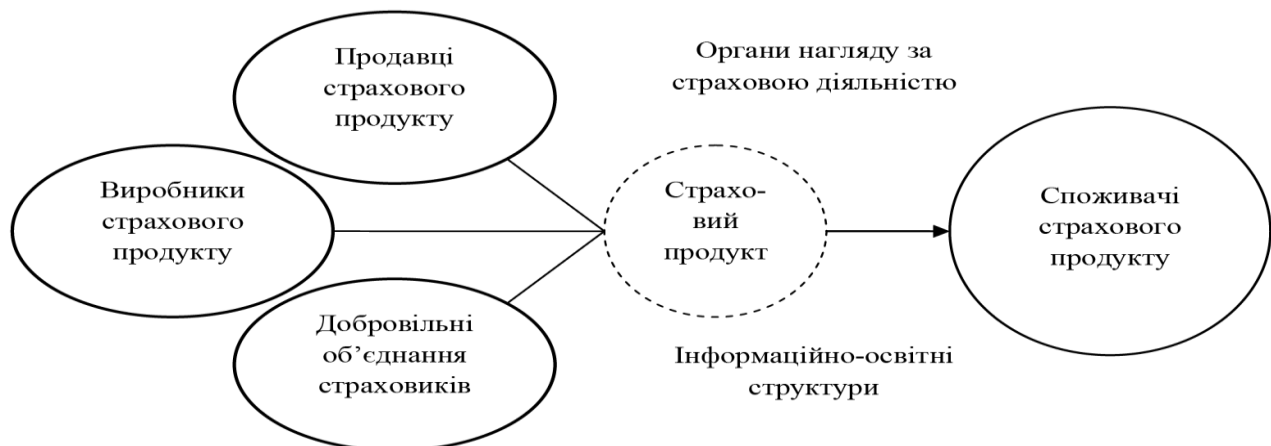 Продавці
страхового
продукту
Органи нагляду за
страховою діяльністю
Виробники
страхового
продукту
Страхо-
вий
продукт
Споживачі
страхового
продукту
Добровільні
об’єднання
страховиків
Інформаційно-освітні
структури